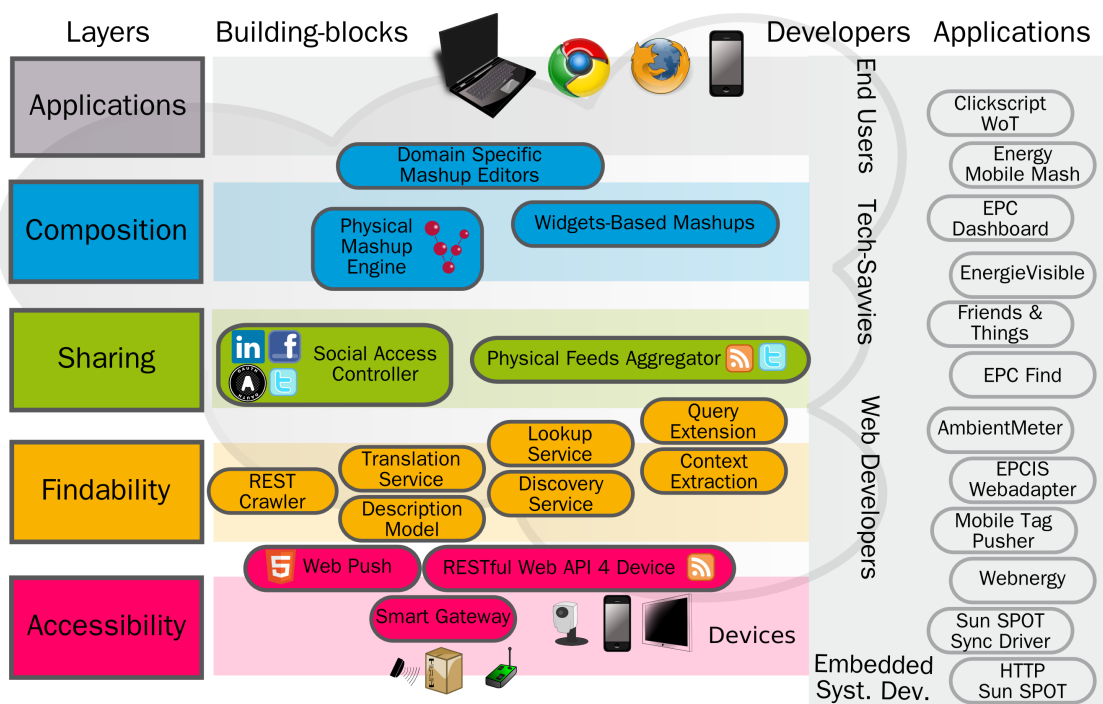 Layers
Building-blocks
Developers
Applications
Applications
Domain Specific
Mashup Editors
Composition
Physical
Mashup
Engine
Widgets-Based Mashups
Sharing
in
f
A
OAUTH
OAUTH
t
Social Access
Controller
Physical Feeds Aggregator
t
Findability
REST
Crawler
Translation
Service
Description
Model
Lookup
Service
Discovery
Service
Query
Extension
Context
Extraction
Accessibility
5
Web Push
RESTful Web API 4 Device
Smart Gateway
Devices
End Users
Tech-Savvies
Web Developers
Embedded
Syst. Dev.
Clickscript
WoT
Energy
Mobile Mash
EPC
Dashboard
EnergieVisible
Friends &
Things
EPC Find
AmbientMeter
EPCIS
Webadapter
Mobile Tag
Pusher
Webnergy
Sun SPOT
Sync Driver
HTTP
Sun SPOT